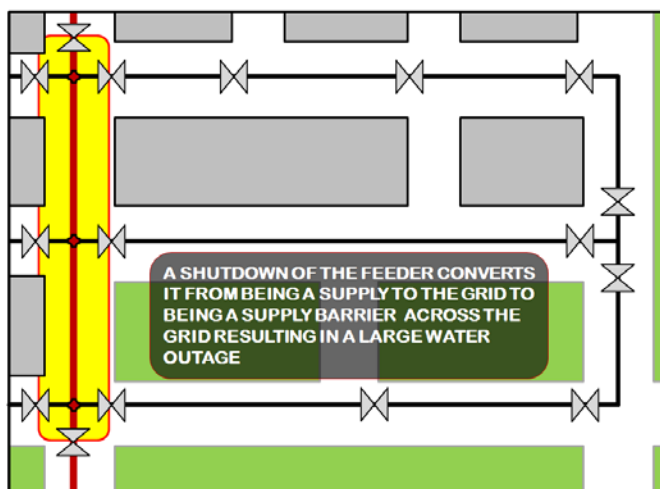 A SHUTDOWN OF THE FEEDER CONVERTS
IT FROM BEING A SUPPLY TO THE GRID TO
BEING A SUPPLY BARRIER ACROSS THE
GRID RESULTING IN A LARGE WATER
OUTAGE